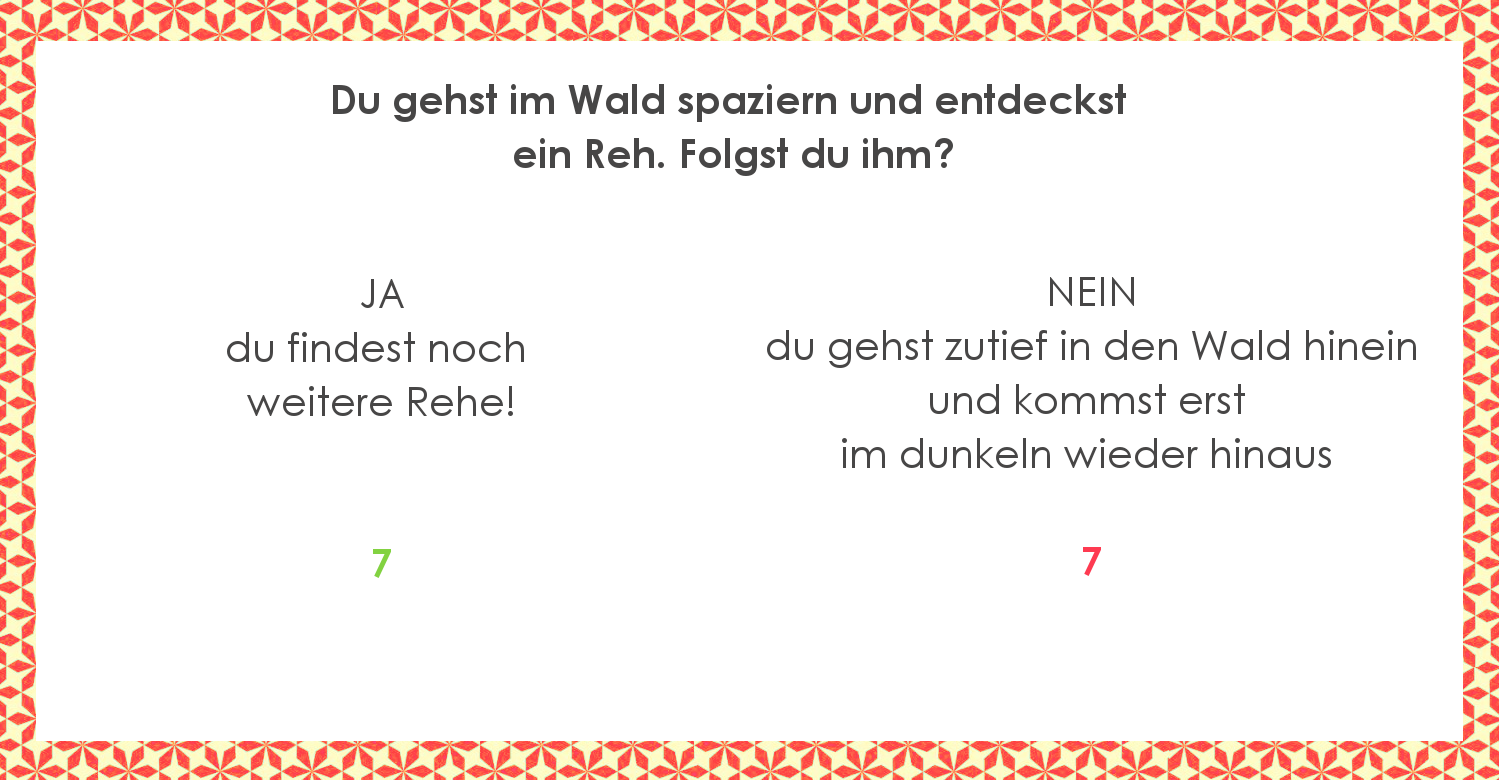 Du gehst im Wald spaziern und entdeckst
ein Reh. Folgst du ihm?
JA
du findest noch
weitere Rehe!
7
NEIN
du gehst zutief in den Wald hinein
und kommst erst
im dunkeln wieder hinaus
7